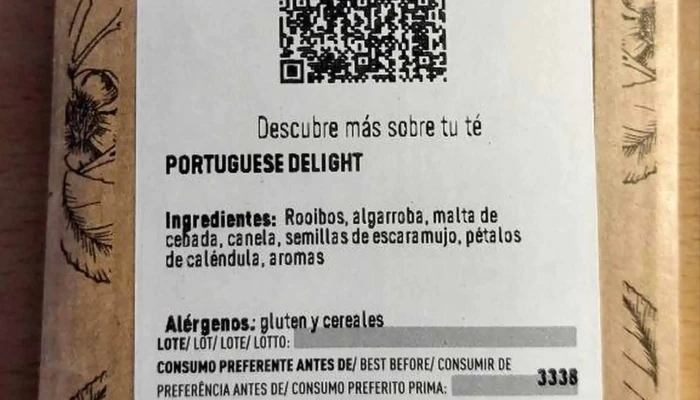 Descubre más sobre tu té
PORTUGUESE DELIGHT
Ingredientes: Rooibos, algarroba, malta de
cebada, canela, semillas de escaramujo, pétalos
de caléndula, aromas
Alérgenos: gluten y cereales
LOTE/ LOT/ LOTE/ LOTTO:
CONSUMO PREFERENTE ANTES DE/ BEST BEFORE/ CONSUMIR DE
PREFERÊNCIA ANTES DE/ CONSUMO PREFERITO PRIMA: 3338